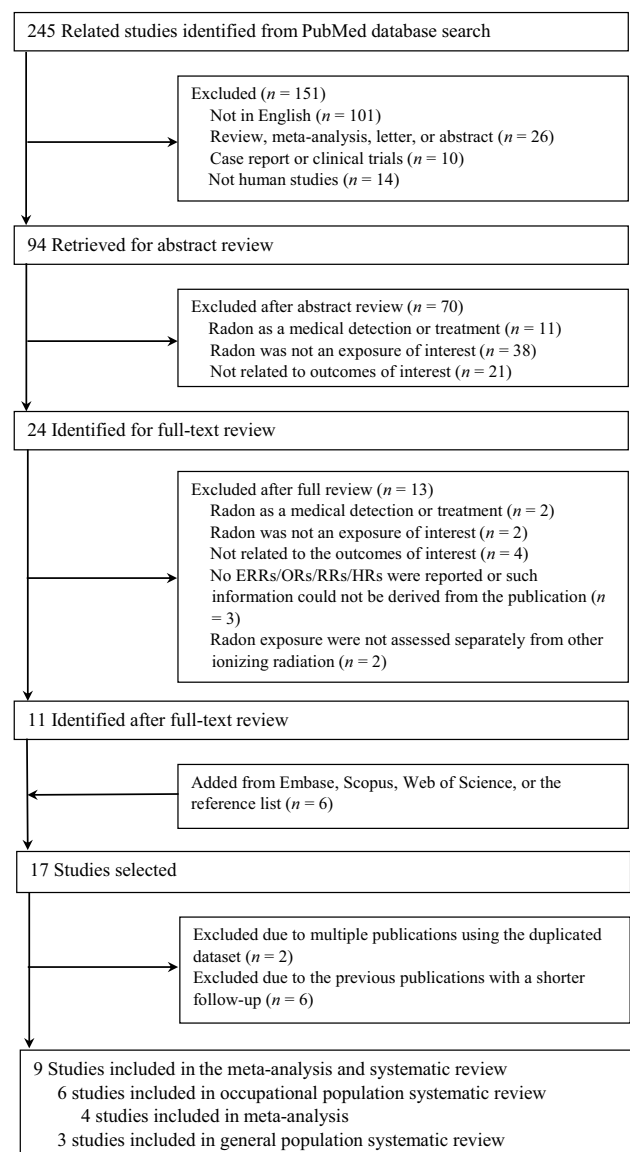 245 Related studies identified from PubMed database search
Excluded (n = 151)
Not in English (n = 101)
Review, meta-analysis, letter, or abstract (n = 26)
Case report or clinical trials (n = 10)
Not human studies (n = 14)
94 Retrieved for abstract review
Excluded after abstract review (n = 70)
Radon as a medical detection or treatment (n = 11)
Radon was not an exposure of interest (n = 38)
Not related to outcomes of interest (n = 21)
24 Identified for full-text review
Excluded after full review (n = 13)
Radon as a medical detection or treatment (n = 2)
Radon was not an exposure of interest (n = 2)
Not related to the outcomes of interest (n = 4)
No ERRs/ORs/RRs/HRs were reported or such
information could not be derived from the publication (n
= 3)
Radon exposure were not assessed separately from other
ionizing radiation (n = 2)
11 Identified after full-text review
Added from Embase, Scopus, Web of Science, or the
reference list (n = 6)
17 Studies selected
Excluded due to multiple publications using the duplicated
dataset (n = 2)
Excluded due to the previous publications with a shorter
follow-up (n = 6)
9 Studies included in the meta-analysis and systematic review
6 studies included in occupational population systematic review
4 studies included in meta-analysis
3 studies included in general population systematic review